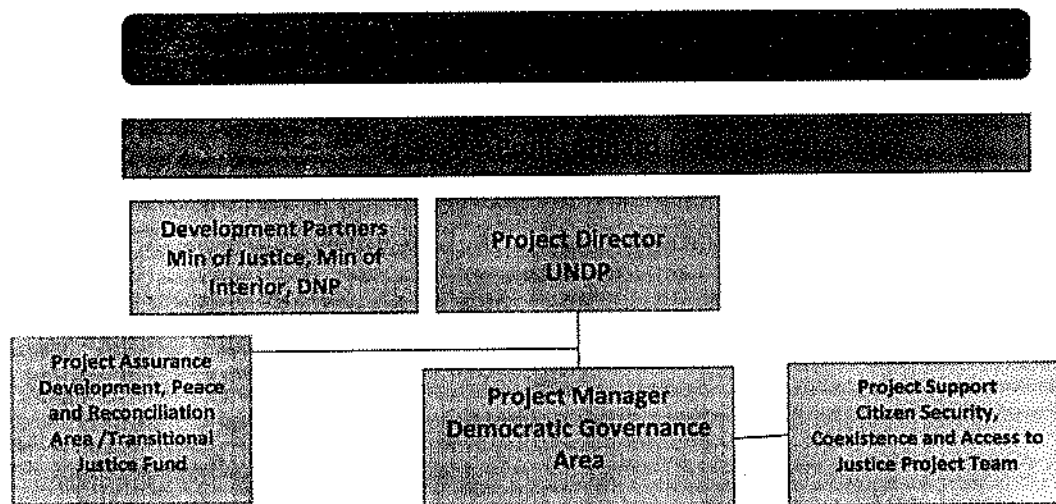 Development Partners
Min of Justice, Min of
Interior, DNP
Project Director
UNDP
Project Assurance
Development, Peace
and Reconciliation
Area /Transitional
Justice Fund
Project Manager
Democratic Governance
Area
Project Support
Citizen Security,
Coexistence and Access to
Justice Project Team